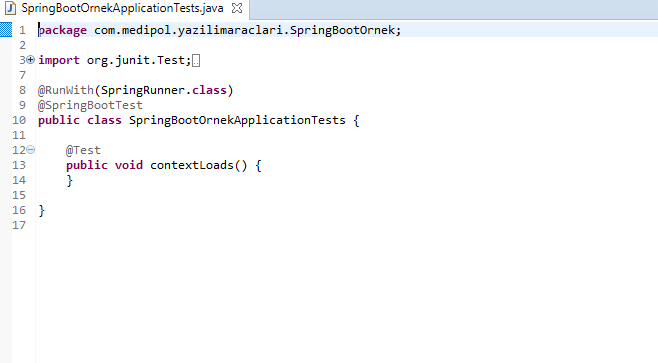 SpringBootOrnekApplicationTests.java
1 package com.medipol.yazilimaraclari.SpringBootOrnek;
2
3 import org.junit.Test;
7
8 @RunWith(SpringRunner.class)
9 @SpringBootTest
10 public class SpringBootOrnekApplicationTests {
11
12 @Test
13 public void contextLoads() {
14 }
15
16 }
17